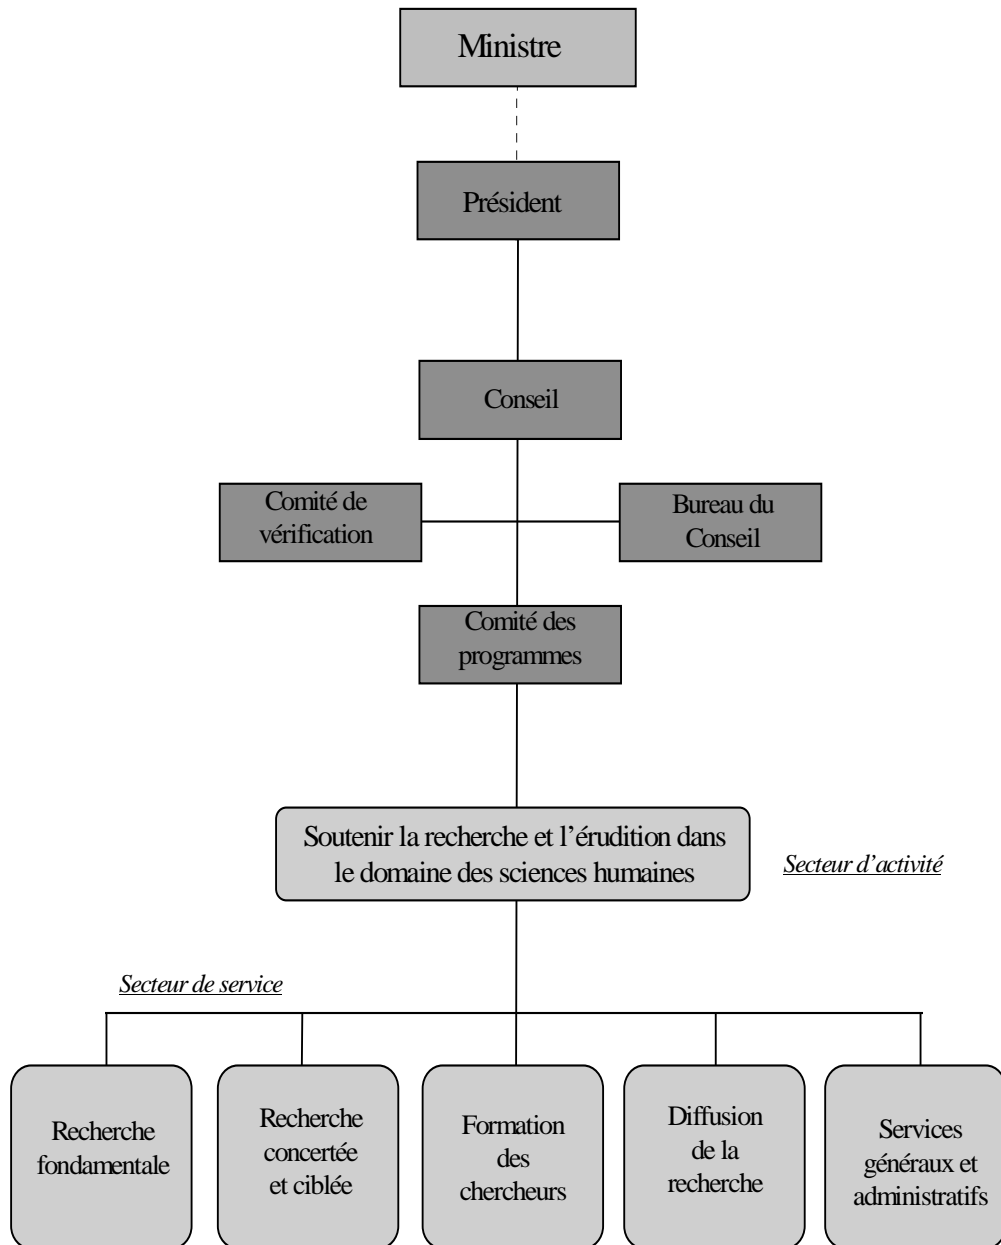 Ministre
Président
Conseil
Comité de
vérification
Bureau du
Conseil
Comité des
programmes
Soutenir la recherche et l’érudition dans
le domaine des sciences humaines
Secteur d’activité
Secteur de service
Recherche
fondamentale
Recherche
concertée
et ciblée
Formation
des
chercheurs
Diffusion
de la
recherche
Services
généraux et
administratifs